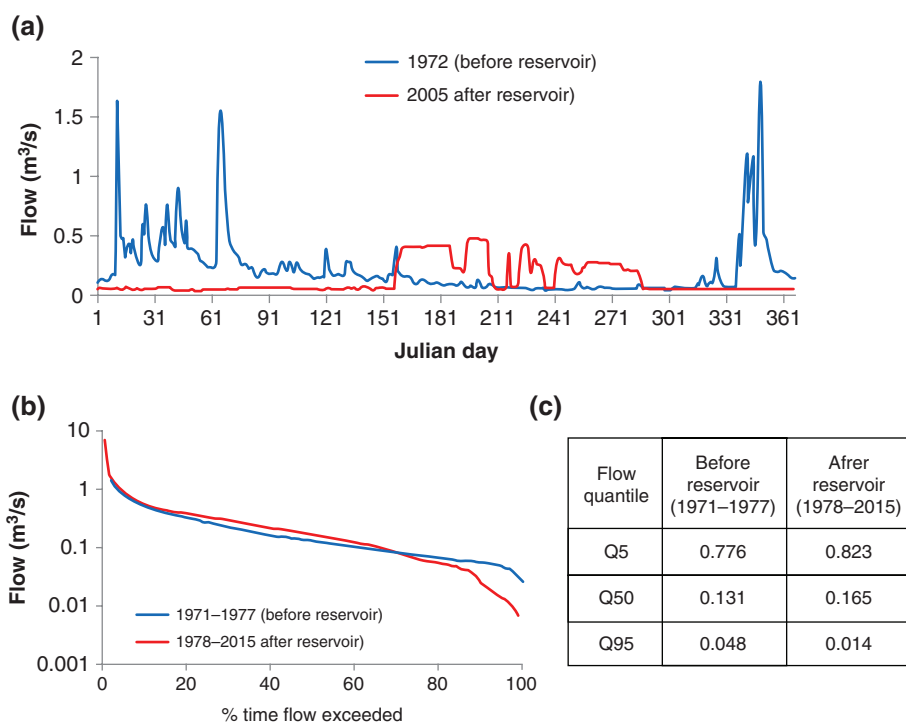 (a)
2
1.5
1
0.5
0
Flow (m³/s)
1972 (before reservoir)
2005 after reservoir)
1 31 61 91 121 151 181 211 241 271 301 331 361
Julian day
(b)
10
1
0.1
0.01
0.001
Flow (m³/s)
1971–1977 (before reservoir)
1978–2015 after reservoir)
0 20 40 60 80 100
% time flow exceeded
(c)
Flow quantile
Before reservoir (1971–1977)
Afrer reservoir (1978–2015)
Q5 0.776 0.823
Q50 0.131 0.165
Q95 0.048 0.014